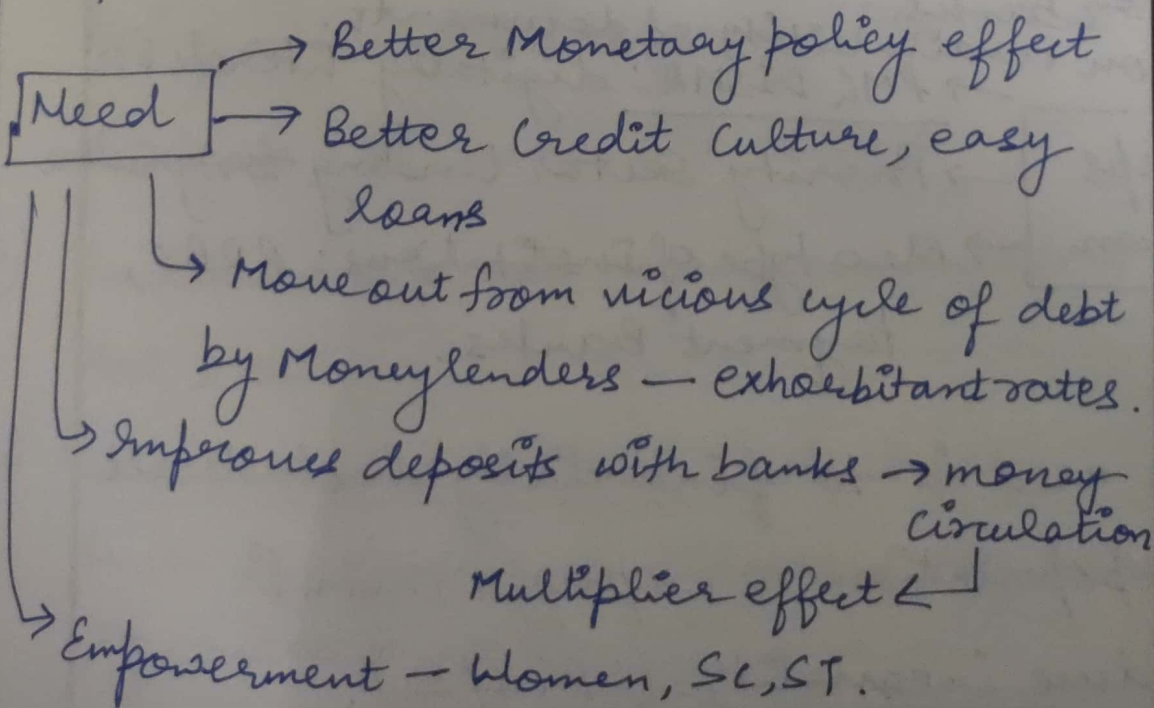 Better Monetary policy effect
Need
Better Credit Culture, easy
loans
Move out from vicious cycle of debt
by Moneylenders — exhorbitant rates.
Improves deposits with banks → money
circulation
Multiplier effect ←
Empowerment — Women, SC, ST.